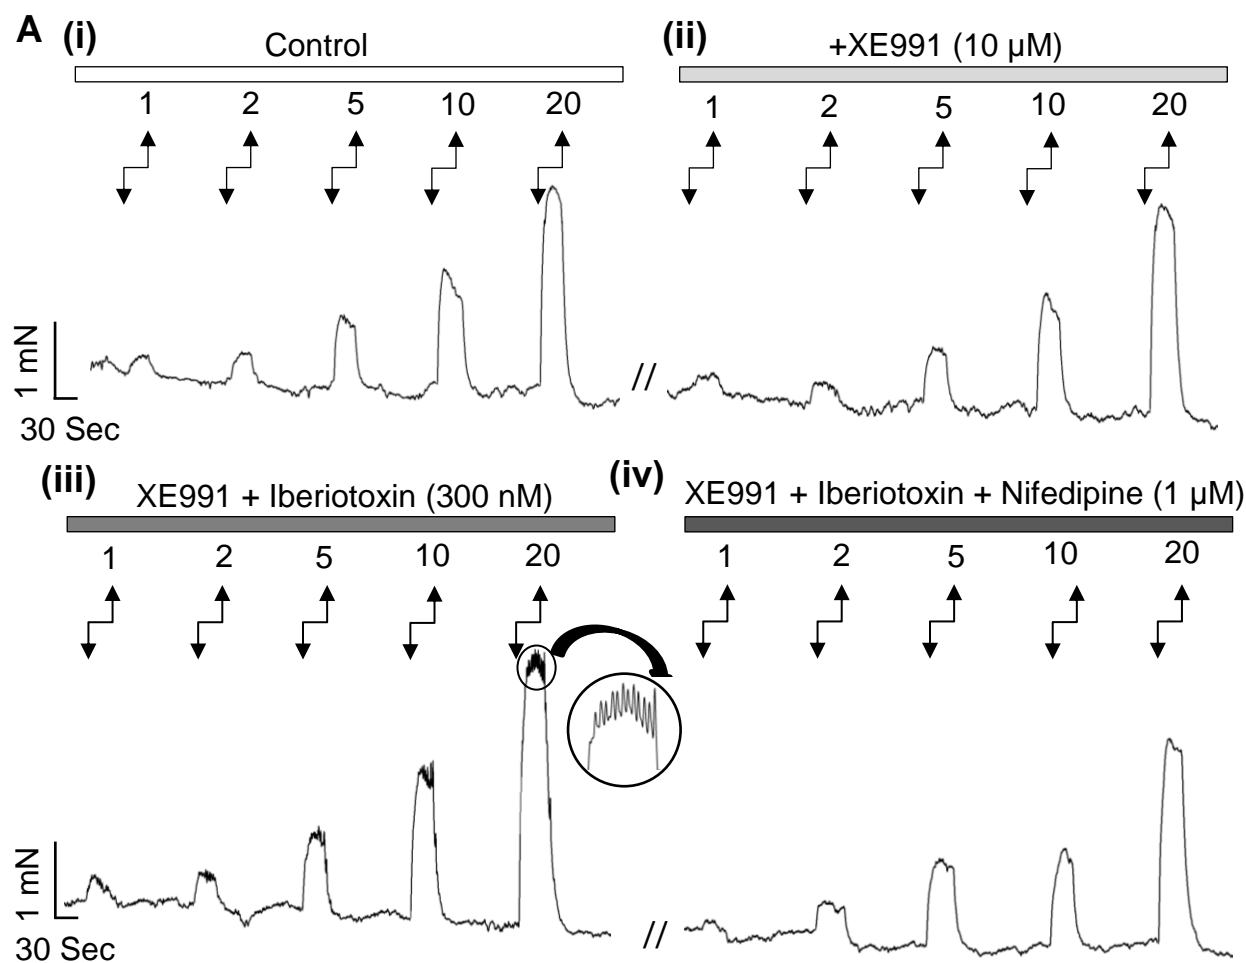 A (i) (ii)
Control +XE991 (10 µM)
1 2 5 10 20 1 2 5 10 20
1 mN
//
30 Sec
(iii) (iv)
XE991 + Iberiotoxin (300 nM) XE991 + Iberiotoxin + Nifedipine (1 µM)
1 2 5 10 20 1 2 5 10 20
1 mN
//
30 Sec